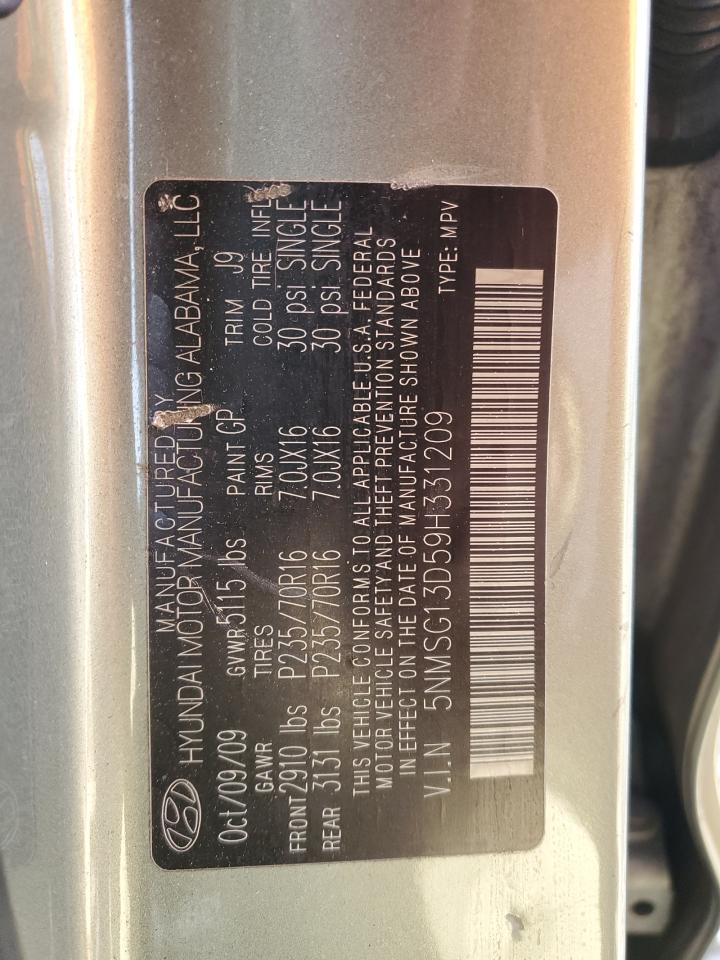 MANUFACTURED BY
HYUNDAI MOTOR MANUFACTURING ALABAMA, LLC
Oct/09/09 GVWR 5115 lbs PAINT GP TRIM J9
GAWR TIRES RIMS COLD TIRE INFL
FRONT 2910 lbs P235/70R16 7.0JX16 30 psi SINGLE
REAR 3131 lbs P235/70R16 7.0JX16 30 psi SINGLE
THIS VEHICLE CONFORMS TO ALL APPLICABLE U.S.A. FEDERAL
MOTOR VEHICLE SAFETY AND THEFT PREVENTION STANDARDS
IN EFFECT ON THE DATE OF MANUFACTURE SHOWN ABOVE
V.I.N 5NMSG13D59H331209 TYPE: MPV